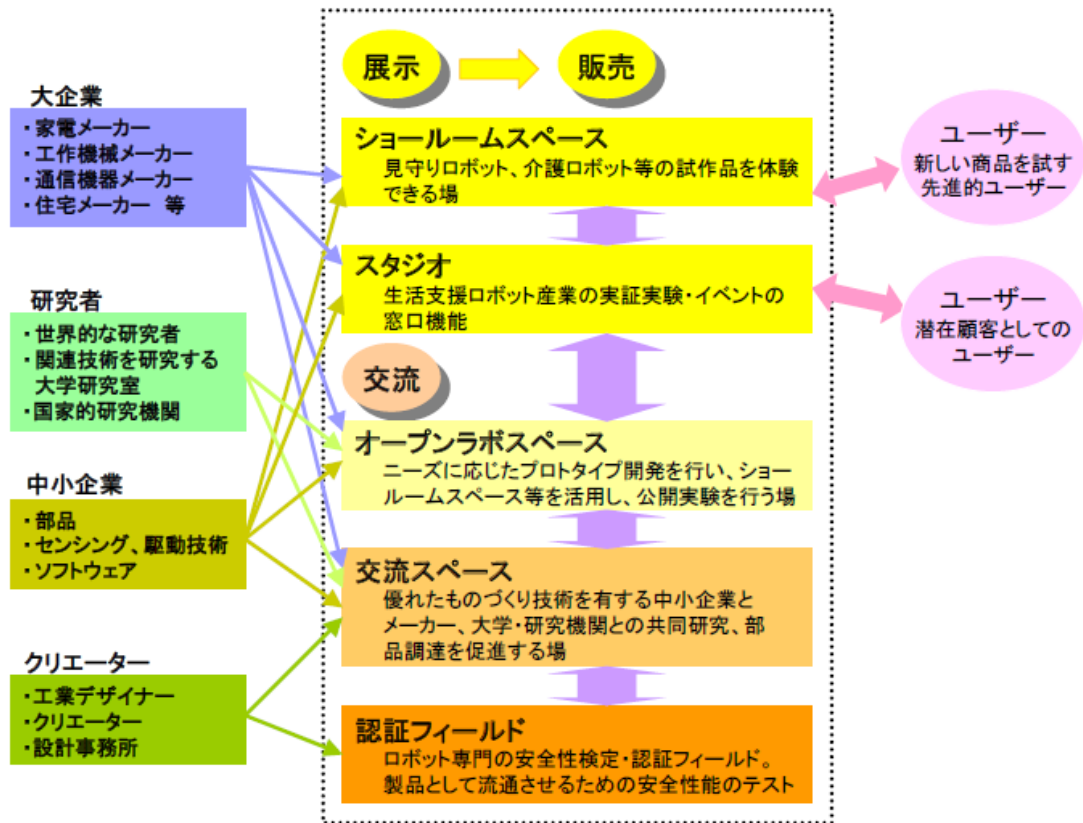 展示
販売
大企業
・家電メーカー
・工作機械メーカー
・通信機器メーカー
・住宅メーカー 等
研究者
・世界的な研究者
・関連技術を研究する
大学研究室
・国家的研究機関
中小企業
・部品
・センシング、駆動技術
・ソフトウェア
クリエーター
・工業デザイナー
・クリエーター
・設計事務所
ショールームスペース
見守りロボット、介護ロボット等の試作品を体験
できる場
スタジオ
生活支援ロボット産業の実証実験・イベントの
窓口機能
交流
オープンラボスペース
ニーズに応じたプロトタイプ開発を行い、ショー
ルームスペース等を活用し、公開実験を行う場
交流スペース
優れたものづくり技術を有する中小企業と
メーカー、大学・研究機関との共同研究、部
品調達を促進する場
認証フィールド
ロボット専門の安全性検定・認証フィールド。
製品として流通させるための安全性能のテスト
ユーザー
新しい商品を試す
先進的ユーザー
ユーザー
潜在顧客としての
ユーザー